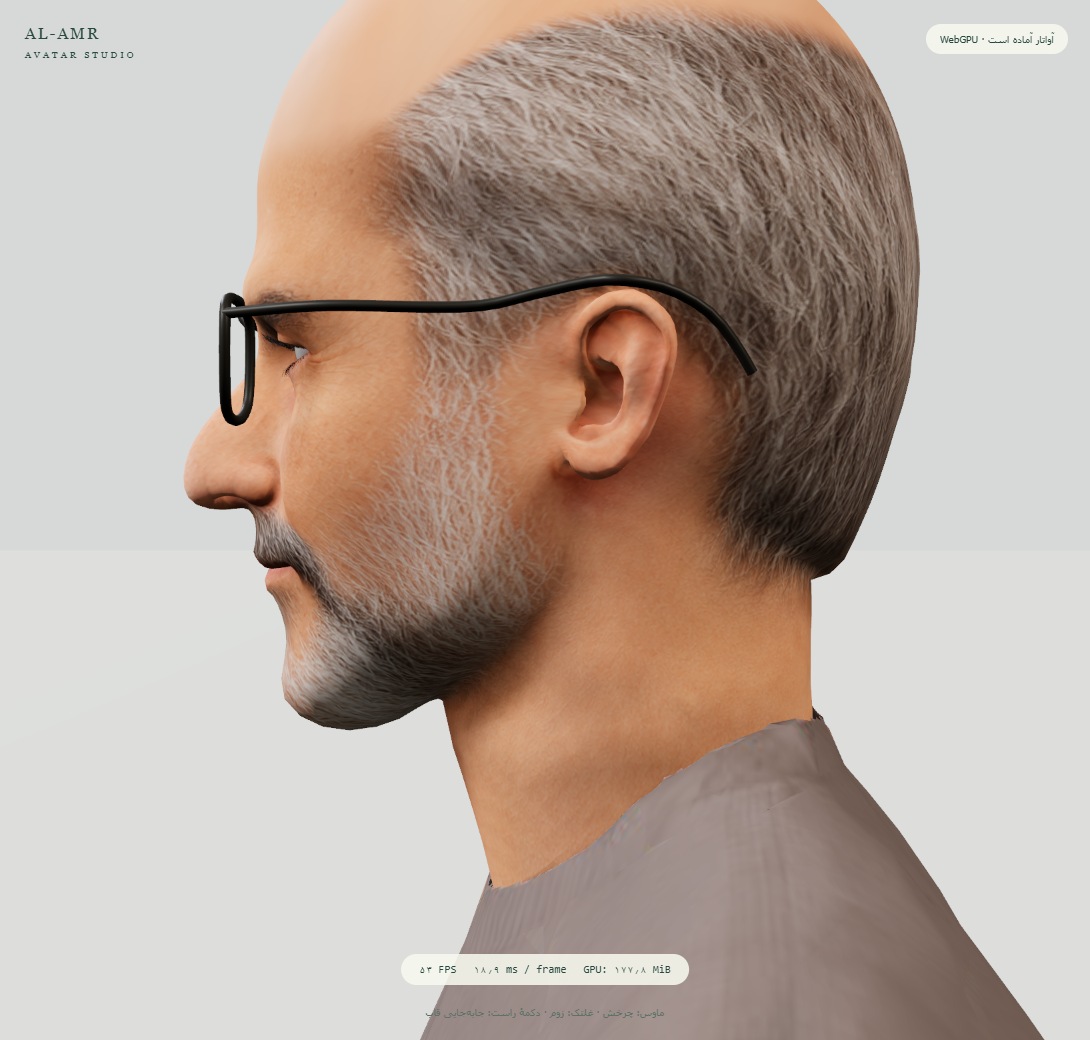 AL-AMR
AVATAR STUDIO
آواتار آماده است · WebGPU
۵۳ FPS ۱۸٫۹ ms / frame GPU: ۱۷۷٫۸ MiB
ماوس: چرخش · غلتک: زوم · دکمهٔ راست: جابه‌جایی قاب